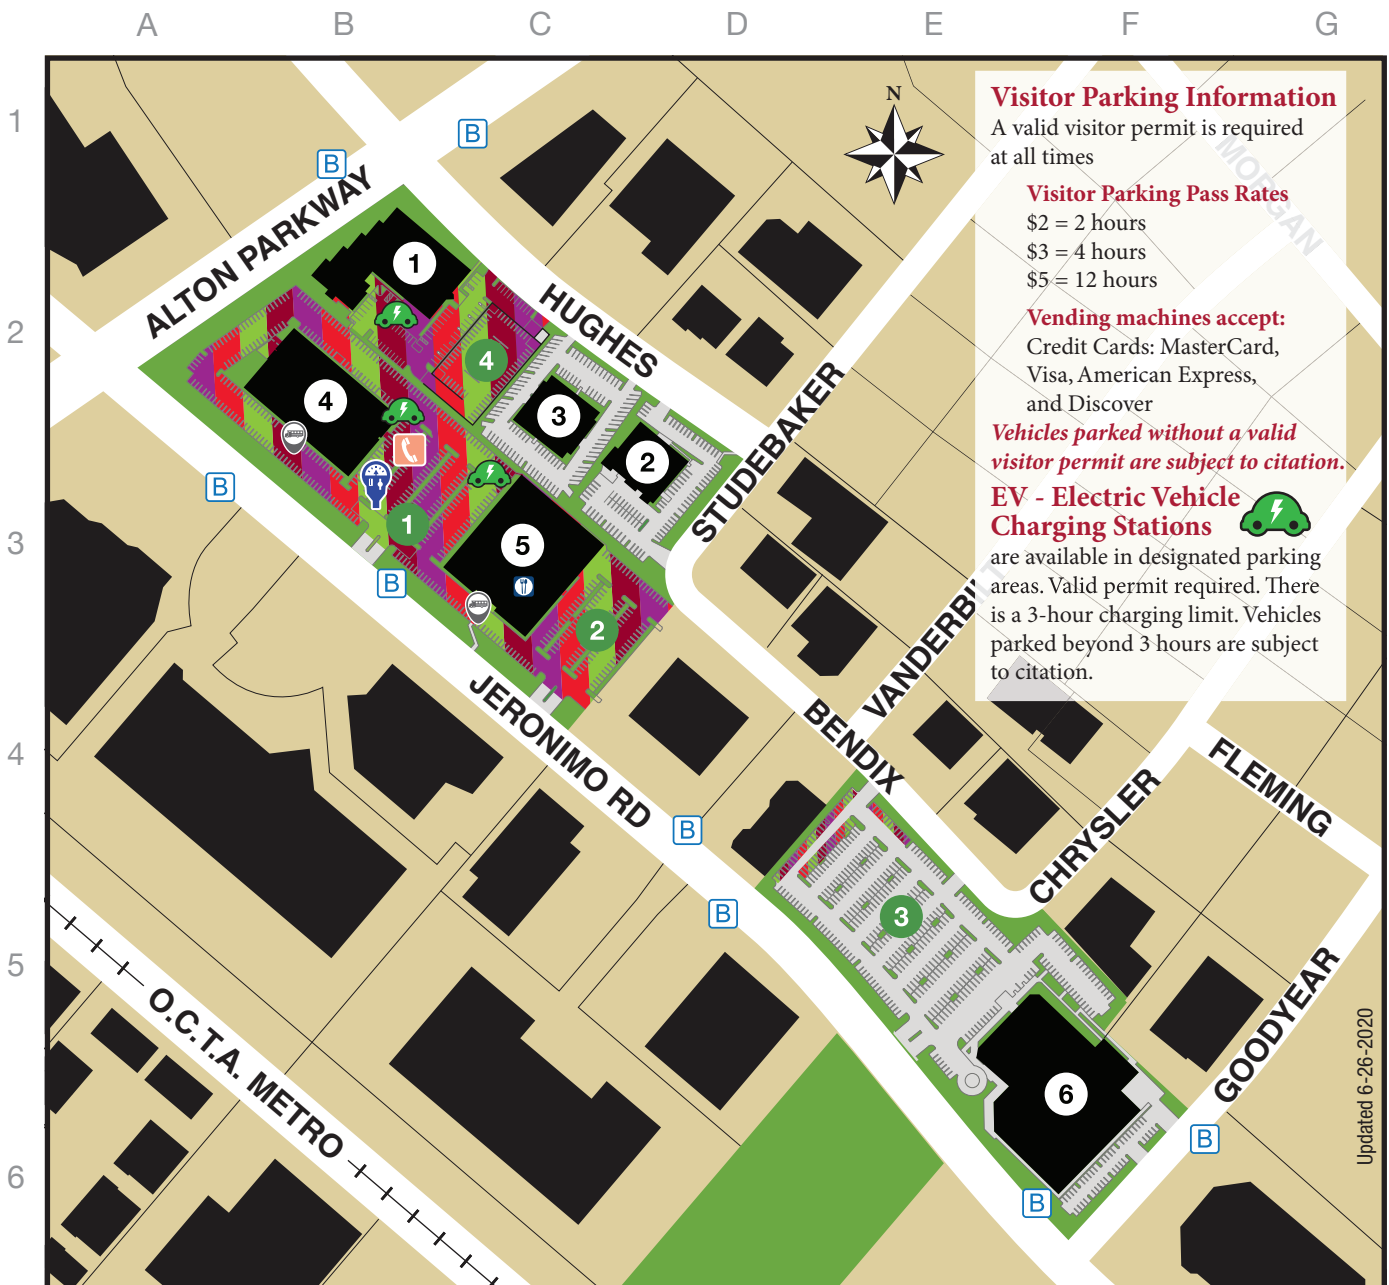 A B C D E F G
1
2
3
4
5
6
N
Visitor Parking Information
A valid visitor permit is required
at all times
Visitor Parking Pass Rates
$2 = 2 hours
$3 = 4 hours
$5 = 12 hours
Vending machines accept:
Credit Cards: MasterCard,
Visa, American Express,
and Discover
Vehicles parked without a valid
visitor permit are subject to citation.
EV - Electric Vehicle
Charging Stations
are available in designated parking
areas. Valid permit required. There
is a 3-hour charging limit. Vehicles
parked beyond 3 hours are subject
to citation.
MORGAN
B
B
ALTON PARKWAY
1
HUGHES
4
4
3
2
STUDEBAKER
B
1
5
B
2
VANDERBILT
JERONIMO RD
BENDIX
FLEMING
CHRYSLER
B
B
3
GOODYEAR
O.C.T.A. METRO
6
B
B
Updated 6-26-2020